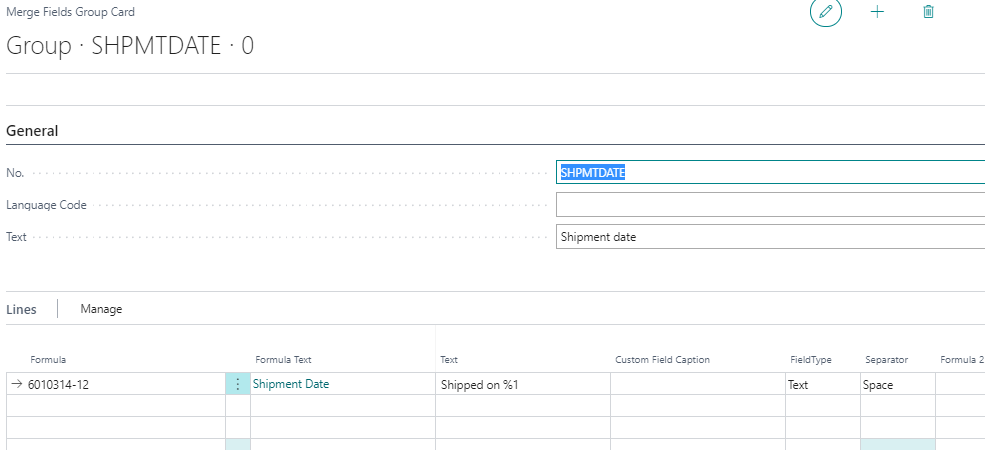 Merge Fields Group Card
Group · SHPMTDATE · 0
General
No. SHPMTDATE
Language Code
Text Shipment date
Lines Manage
Formula Formula Text Text Custom Field Caption FieldType Separator Formula 2
6010314-12 Shipment Date Shipped on %1 Text Space